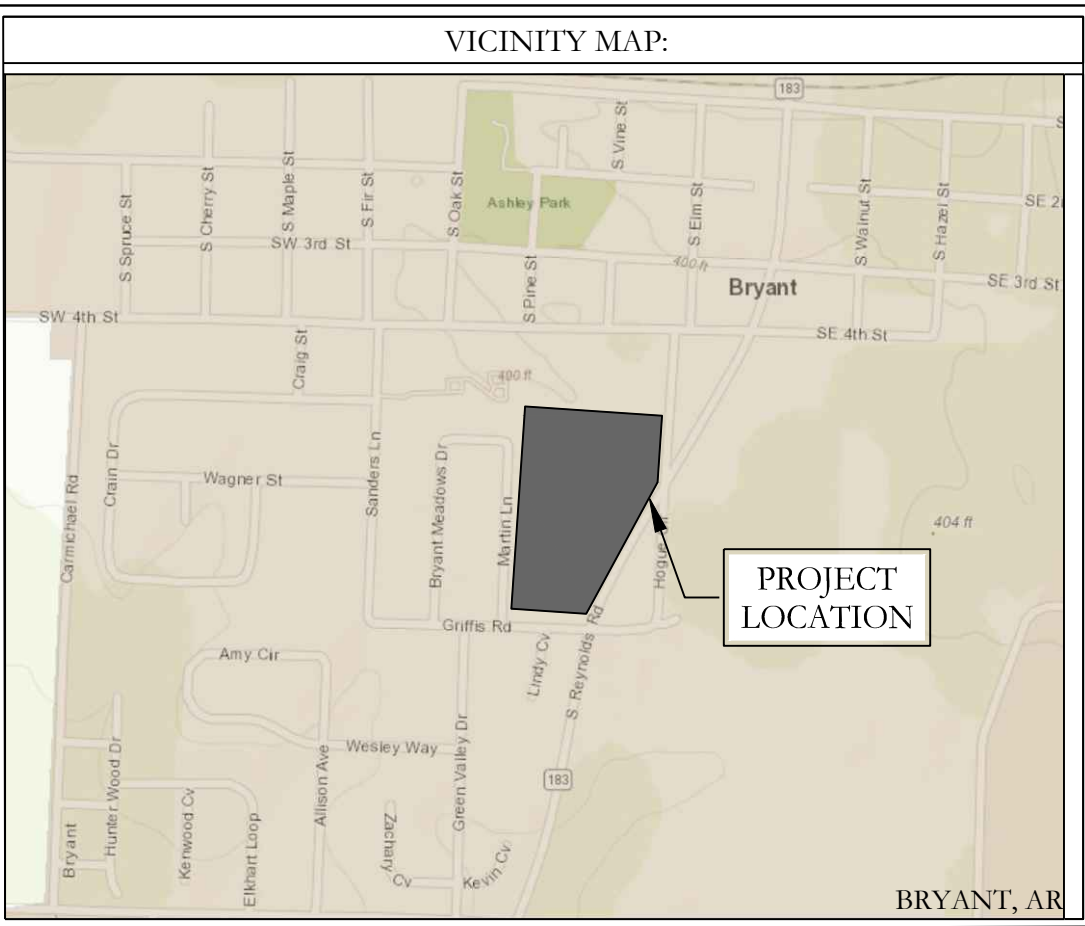 VICINITY MAP:
183
S Vine St
S Cherry St
S Maple St
S Fir St
S Oak St
S Spruce St
Ashley Park
S Elm St
S Walnut St
S Hazel St
SW 3rd St
S Pine St
400 ft
Bryant
SE 3rd St
SW 4th St
SE 4th St
Craig St
400 ft
Crain Dr
Wagner St
Sanders Ln
Bryant Meadows Dr
Martin Ln
Carmichael Rd
404 ft
PROJECT
LOCATION
Griffis Rd
Lindy Cv
S Reynolds Rd
Amy Cir
Wesley Way
Allison Ave
Green Valley Dr
183
Hunter Wood Dr
Bryant
Kenwood Cv
Elkhart Loop
Zachary
Cv
Kevin Cv
BRYANT, AR